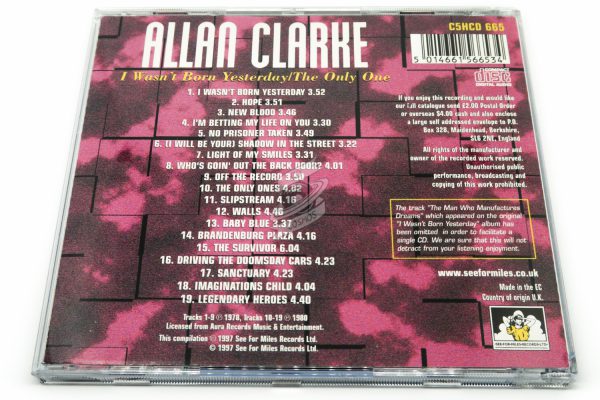 ALLAN CLARKE
I Wasn't Born Yesterday/The Only One
1. I WASN'T BORN YESTERDAY 3.52
2. HOPE 3.51
3. NEW BLOOD 3.46
4. I'M BETTING MY LIFE ON YOU 3.30
5. NO PRISONER TAKEN 3.49
6. (I WILL BE YOUR) SHADOW IN THE STREET 3.22
7. LIGHT OF MY SMILES 3.31
8. WHO'S GOIN' OUT THE BACK DOOR? 4.01
9. OFF THE RECORD 3.50
10. THE ONLY ONES 4.02
11. SLIPSTREAM 4.16
12. WALLS 4.46
13. BABY BLUE 3.37
14. BRANDENBURG PLAZA 4.16
15. THE SURVIVOR 6.04
16. DRIVING THE DOOMSDAY CARS 4.23
17. SANCTUARY 4.23
18. IMAGINATIONS CHILD 4.04
19. LEGENDARY HEROES 4.40
Tracks 1-9 ℗ 1978, Tracks 10-19 ℗ 1980
Licensed from Aura Records Music & Entertainment.
This compilation ℗ 1997 See For Miles Records Ltd.
© 1997 See For Miles Records Ltd.
C5HCD 665
5 014661 566534
COMPACT
DISC
DIGITAL AUDIO
If you enjoy this recording and would like
our full catalogue send £2.00 Postal Order
or overseas $4.00 cash and also enclose
a large self addressed envelope to P.O.
Box 328, Maidenhead, Berkshire.
SL6 2NE, England
All rights of the manufacturer and
owner of the recorded work reserved.
Unauthorised public
performance, broadcasting and
copying of this work prohibited.
The track "The Man Who Manufactures
Dreams" which appeared on the original
"I Wasn't Born Yesterday" album has
been omitted in order to facilitate a
single CD. We are sure that this will not
detract from your listening enjoyment.
www.seeformiles.co.uk
Made in the EC
Country of origin U.K.
SEE·FOR·MILES·RECORDS·LTD